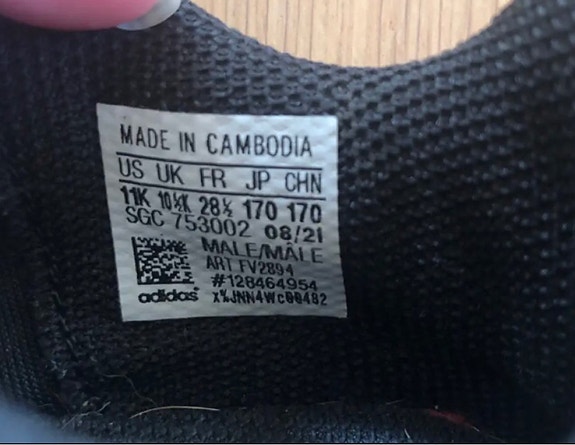 MADE IN CAMBODIA
US UK FR JP CHN
11K 10½K 28½ 170 170
SGC 753002 08/21
MALE/MÂLE
ART FV2894
#128464954
adidas x%JNN4Wc00482